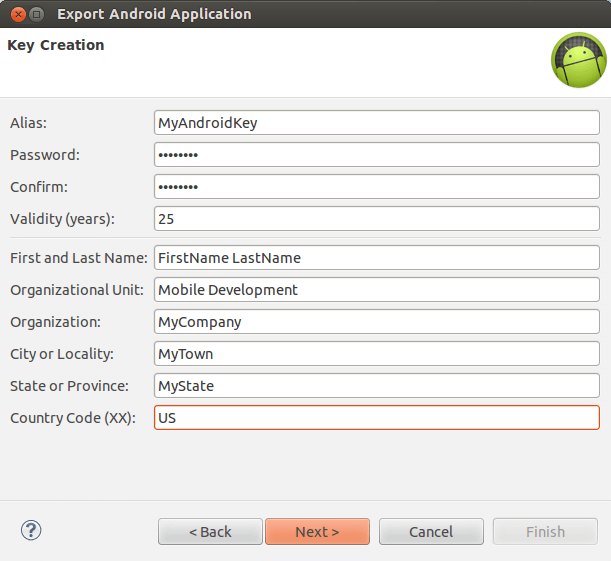 Export Android Application
Key Creation
Alias: MyAndroidKey
Password: ••••••••
Confirm: ••••••••
Validity (years): 25
First and Last Name: FirstName LastName
Organizational Unit: Mobile Development
Organization: MyCompany
City or Locality: MyTown
State or Province: MyState
Country Code (XX): US
? < Back Next > Cancel Finish